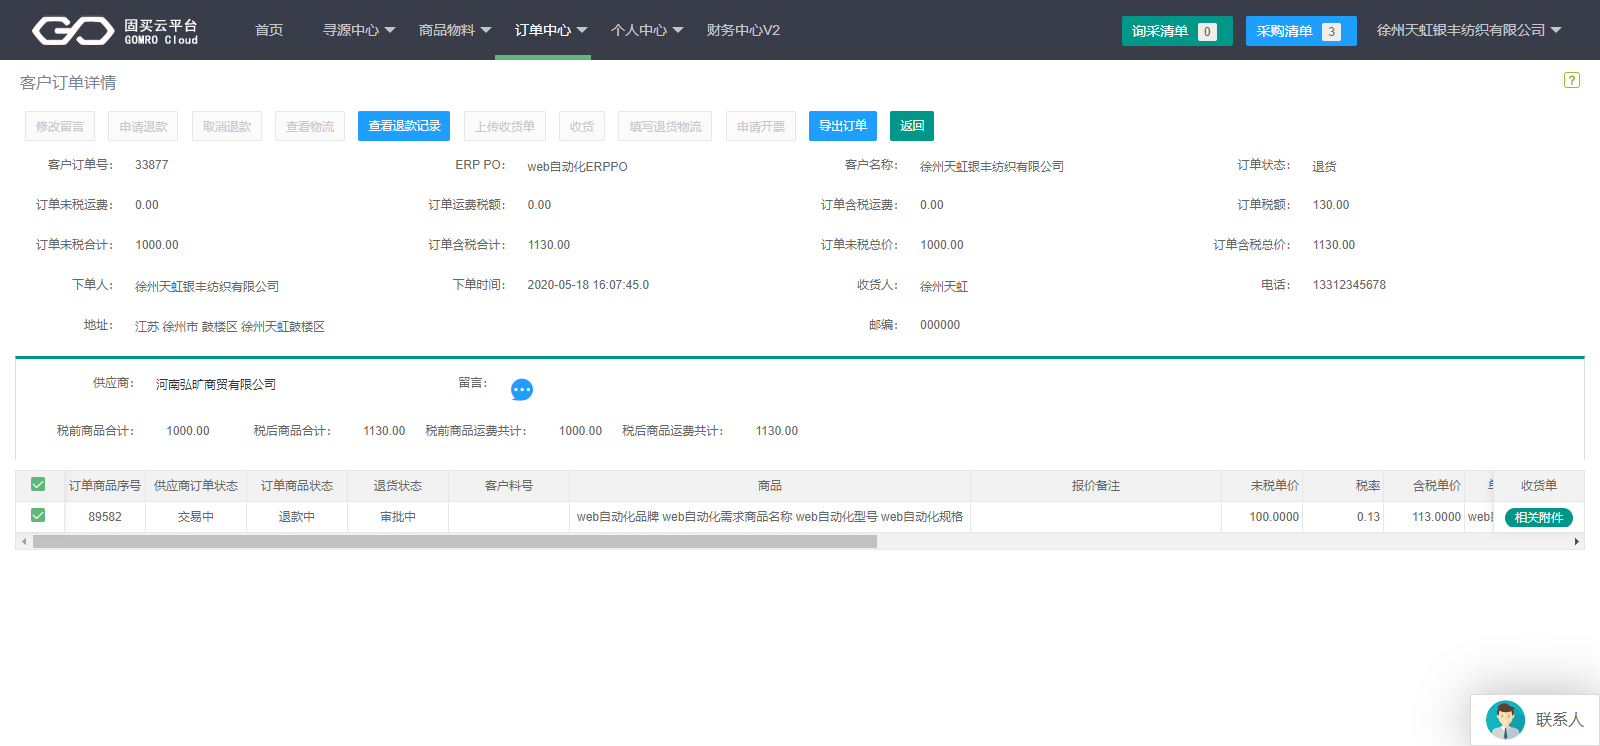 固买云平台
GOMRO Cloud
首页 寻源中心 商品物料 订单中心 个人中心 财务中心V2 询采清单 0 采购清单 3 徐州天虹银丰纺织有限公司
客户订单详情 ?
修改留言 申请退款 取消退款 查看物流 查看退款记录 上传收货单 收货 填写退货物流 申请开票 导出订单 返回
客户订单号: 33877 ERP PO: web自动化ERPPO 客户名称: 徐州天虹银丰纺织有限公司 订单状态: 退货
订单未税运费: 0.00 订单运费税额: 0.00 订单含税运费: 0.00 订单税额: 130.00
订单未税合计: 1000.00 订单含税合计: 1130.00 订单未税总价: 1000.00 订单含税总价: 1130.00
下单人: 徐州天虹银丰纺织有限公司 下单时间: 2020-05-18 16:07:45.0 收货人: 徐州天虹 电话: 13312345678
地址: 江苏 徐州市 鼓楼区 徐州天虹鼓楼区 邮编: 000000
供应商: 河南弘旷商贸有限公司 留言:
税前商品合计: 1000.00 税后商品合计: 1130.00 税前商品运费共计: 1000.00 税后商品运费共计: 1130.00
订单商品序号 供应商订单状态 订单商品状态 退货状态 客户料号 商品 报价备注 未税单价 税率 含税单价 收货单
89582 交易中 退款中 审批中 web自动化品牌 web自动化需求商品名称 web自动化型号 web自动化规格 100.0000 0.13 113.0000 web 相关附件
联系人